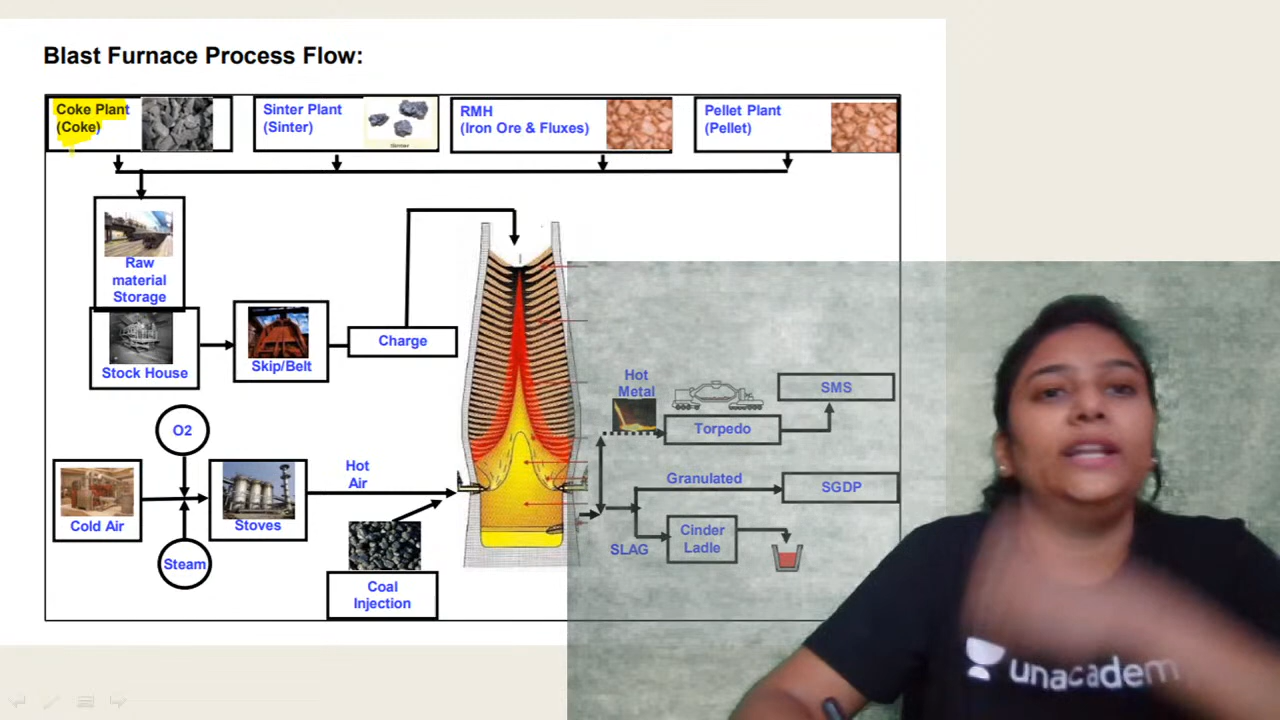 Blast Furnace Process Flow:
Coke Plant
(Coke)
Sinter Plant
(Sinter)
RMH
(Iron Ore & Fluxes)
Pellet Plant
(Pellet)
Raw
material
Storage
Stock House
Skip/Belt
Charge
Hot
Metal
Torpedo
SMS
O2
Cold Air
Steam
Stoves
Hot
Air
Coal
Injection
Granulated
SGDP
SLAG
Cinder
Ladle
unacadem